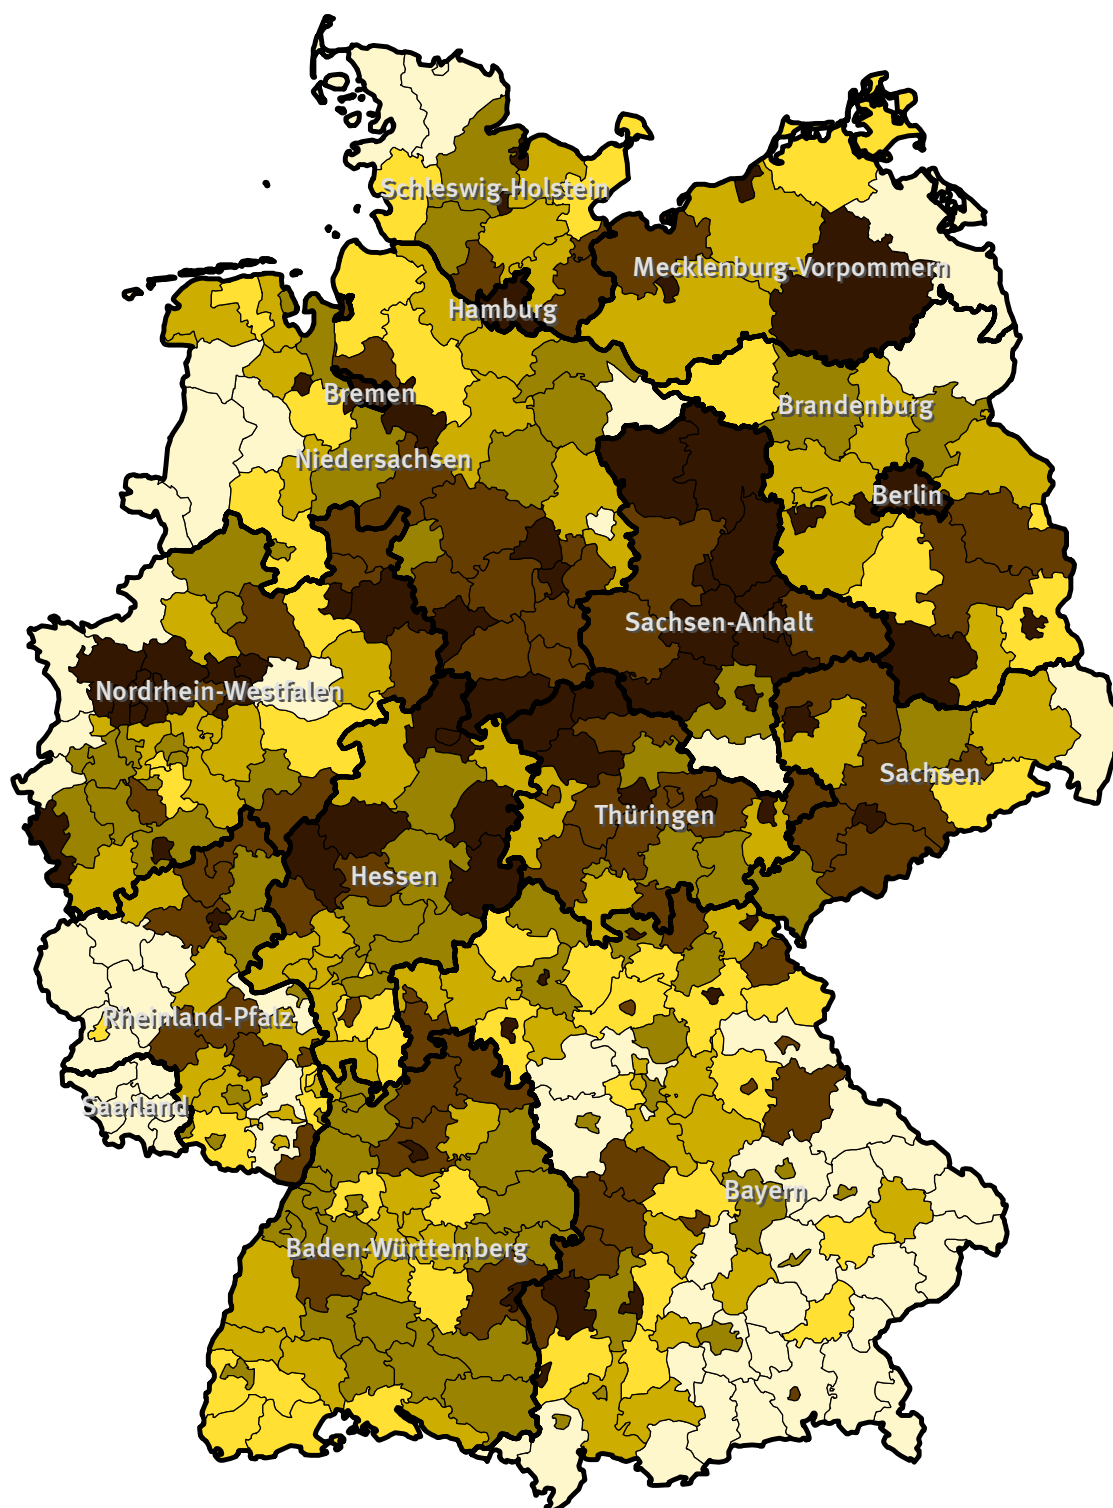 Schleswig-Holstein
Mecklenburg-Vorpommern
Hamburg
Bremen
Brandenburg
Niedersachsen
Berlin
Sachsen-Anhalt
Nordrhein-Westfalen
Sachsen
Thüringen
Hessen
Rheinland-Pfalz
Saarland
Bayern
Baden-Württemberg